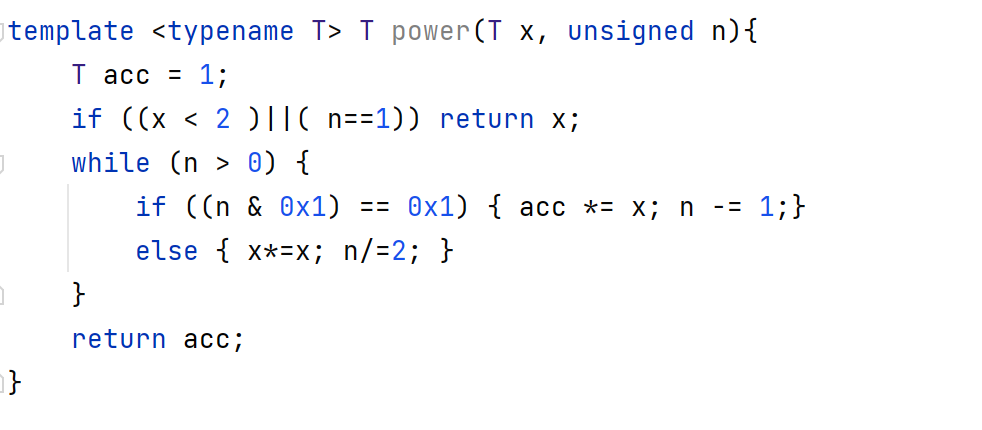 template <typename T> T power(T x, unsigned n){
    T acc = 1;
    if ((x < 2 )||( n==1)) return x;
    while (n > 0) {
        if ((n & 0x1) == 0x1) { acc *= x; n -= 1;}
        else { x*=x; n/=2; }
    }
    return acc;
}